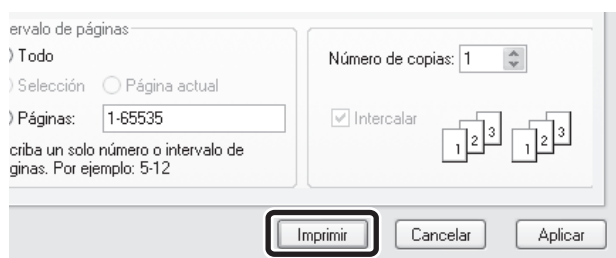 ervalo de páginas
Todo
Selección
Página actual
Páginas: 1-65535
criba un solo número o intervalo de
ginas. Por ejemplo: 5-12
Número de copias: 1
Intercalar
1 2 3 1 2 3
Imprimir Cancelar Aplicar